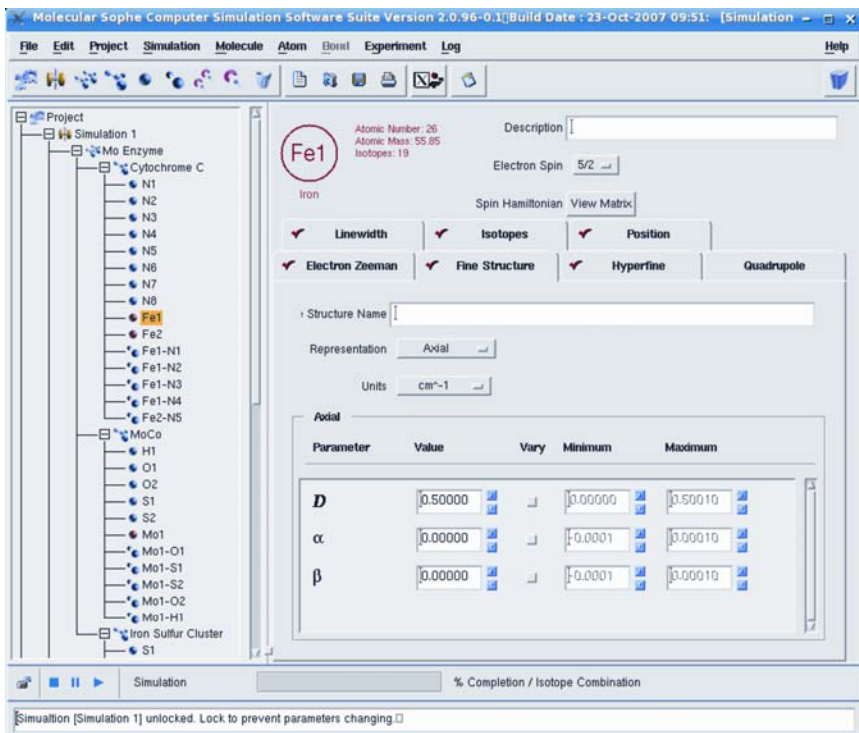 Molecular Sophe Computer Simulation Software Suite Version 2.0.96-0.1▯Build Date : 23-Oct-2007 09:51: [Simulation
File Edit Project Simulation Molecule Atom Bond Experiment Log Help
Project
Simulation 1
Mo Enzyme
Cytochrome C
N1
N2
N3
N4
N5
N6
N7
N8
Fe1
Fe2
Fe1-N1
Fe1-N2
Fe1-N3
Fe1-N4
Fe2-N5
MoCo
H1
O1
O2
S1
S2
Mo1
Mo1-O1
Mo1-S1
Mo1-S2
Mo1-O2
Mo1-H1
Iron Sulfur Cluster
S1
Fe1
Iron
Atomic Number: 26
Atomic Mass: 55.85
Isotopes: 19
Description
Electron Spin 5/2
Spin Hamiltonian View Matrix
Linewidth Isotopes Position
Electron Zeeman Fine Structure Hyperfine Quadrupole
Structure Name
Representation Axial
Units cm^-1
Axial
Parameter Value Vary Minimum Maximum
D 0.50000 0.00000 0.50010
α 0.00000 -0.0001 0.00010
β 0.00000 -0.0001 0.00010
Simulation % Completion / Isotope Combination
Simualtion [Simulation 1] unlocked. Lock to prevent parameters changing.▯